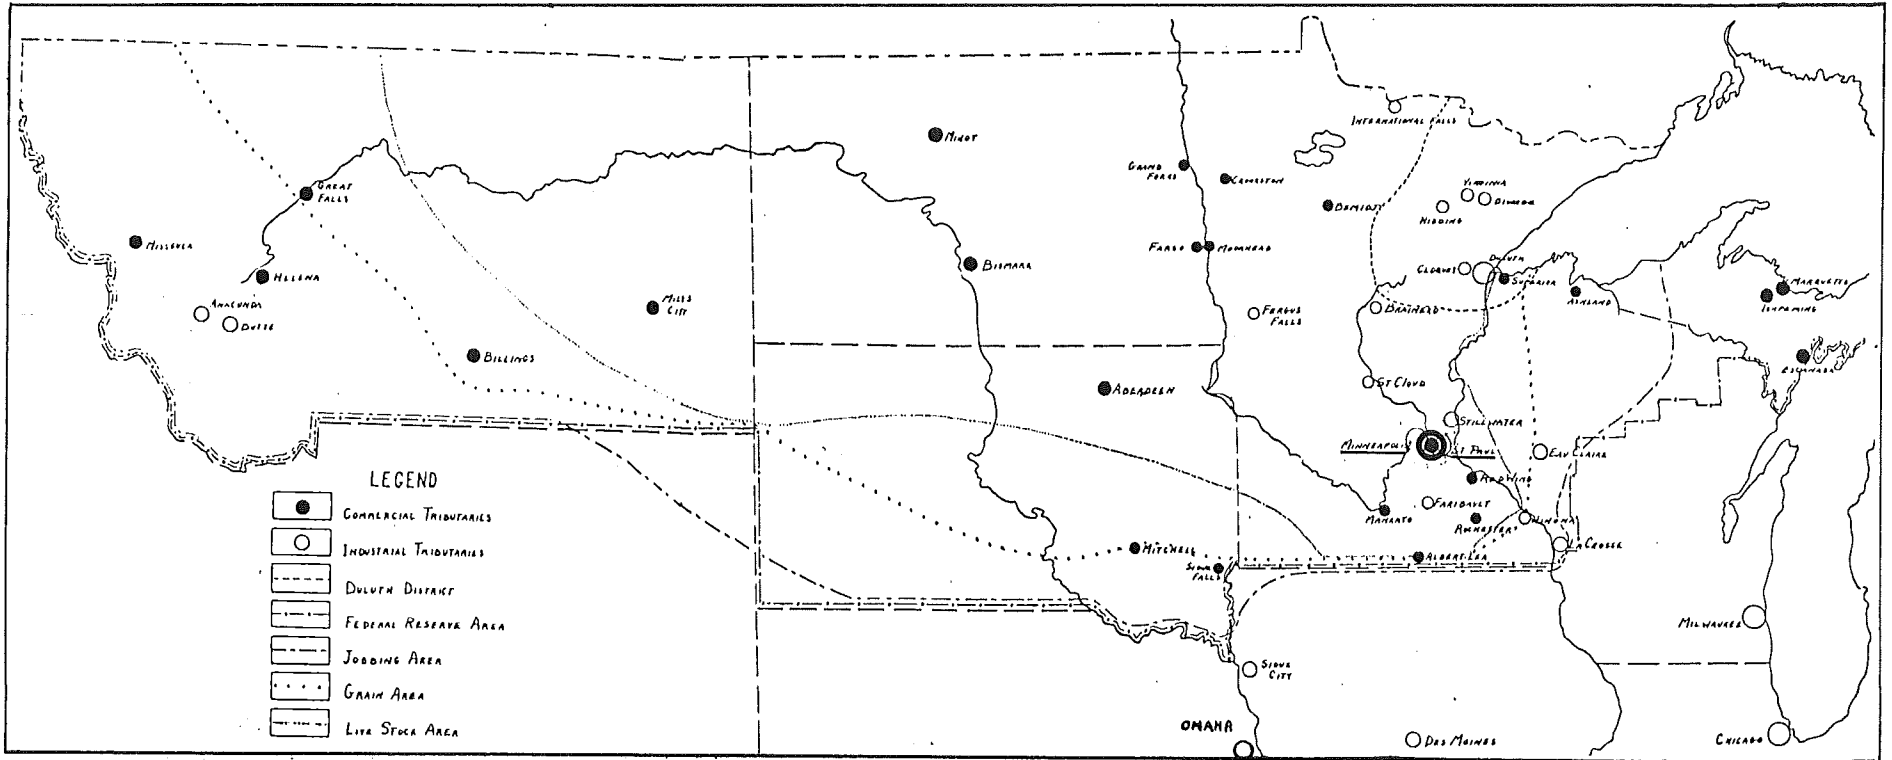 MINOT
INTERNATIONAL FALLS
GRAND
FORKS
CROOKSTON
BEMIDJI
VIRGINIA
HIBBING
GREAT
FALLS
MISSOULA
HELENA
ANACONDA
BUTTE
MILES
CITY
BILLINGS
BISMARK
FARGO
MOORHEAD
FERGUS
FALLS
BRAINERD
DULUTH
SUPERIOR
ASHLAND
MARQUETTE
ISHPEMING
ESCANABA
ABERDEEN
ST CLOUD
STILLWATER
MINNEAPOLIS
ST PAUL
EAU CLAIRE
RED WING
FARIBAULT
MANKATO
ROCHESTER
WINONA
LA CROSSE
ALBERT LEA
MITCHELL
SIOUX
FALLS
SIOUX
CITY
OMAHA
DES MOINES
MILWAUKEE
CHICAGO
LEGEND
COMMERCIAL TRIBUTARIES
INDUSTRIAL TRIBUTARIES
DULUTH DISTRICT
FEDERAL RESERVE AREA
JOBBING AREA
GRAIN AREA
LIVE STOCK AREA